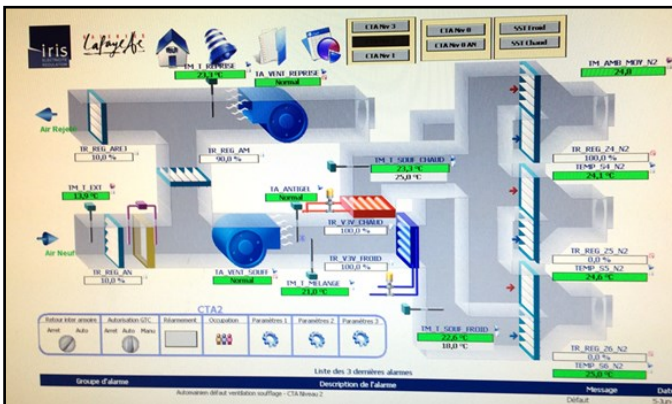 iris
Lafayette
CTA Niv 3
CTA Niv 0
SST Froid
CTA Niv 1
CTA Niv 0 AN
SST Chaud
TM_T_REPRISE
23,3 °C
TA_VENT_REPRISE
Normal
TM_AMB_MOY_N2
24,8
Air Rejeté
TR_REG_AREJ
10,0 %
TR_REG_AM
90,0 %
TM_T_SOUF_CHAUD
23,3 °C
25,0 °C
TR_REG_24_N2
100,0 %
TEMP_S4_N2
24,1 °C
TM_T_EXT
13,9 °C
TA_ANTIGEL
Normal
TR_V3V_CHAUD
100,0 %
Air Neuf
TR_REG_AN
10,0 %
TA_VENT_SOUFF
Normal
TR_V3V_FROID
100,0 %
TM_T_MELANGE
21,0 °C
TR_REG_25_N2
0,0 %
TEMP_S5_N2
24,6 °C
CTA2
Retour Inter armoire
Autorisation GTC
Réarmement
Occupation
Paramètres 1
Paramètres 2
Paramètres 3
Arret Auto
Arret Auto Manu
TM_T_SOUF_FROID
22,6 °C
18,0 °C
TR_REG_26_N2
0,0 %
TEMP_S6_N2
25,0 °C
Liste des 3 dernières alarmes
Groupe d'alarme
Description de l'alarme
Message
Date
Automainen défaut ventilation soufflage - CTA Niveau 2
Défaut